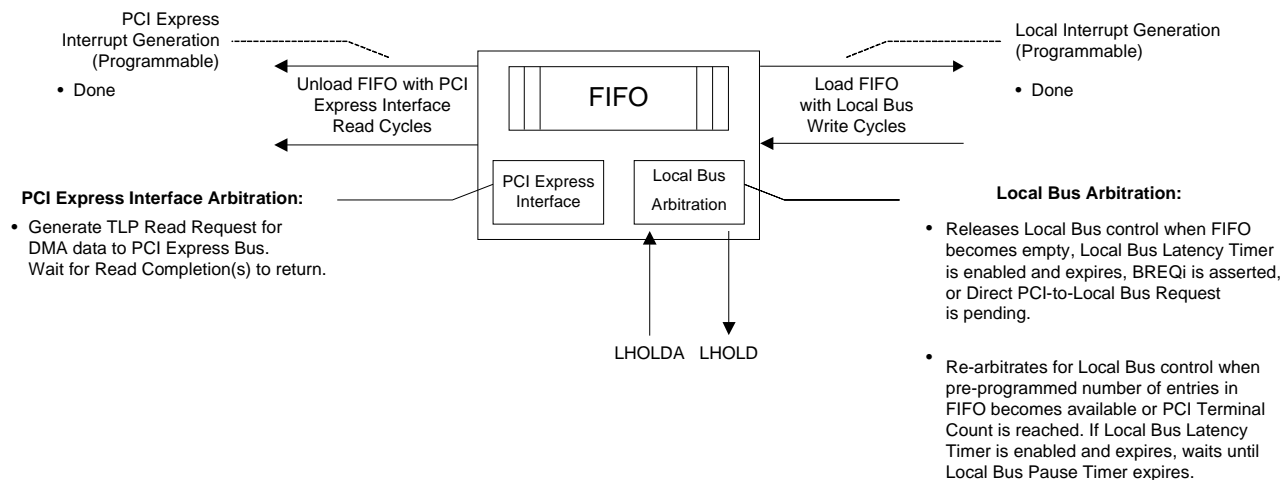 PCI Express
Interrupt Generation
(Programmable)
• Done
Unload FIFO with PCI
Express Interface
Read Cycles
FIFO
Load FIFO
with Local Bus
Write Cycles
Local Interrupt Generation
(Programmable)
• Done
PCI Express Interface Arbitration:
• Generate TLP Read Request for
DMA data to PCI Express Bus.
Wait for Read Completion(s) to return.
PCI Express
Interface
Local Bus
Arbitration
LHOLDA
LHOLD
Local Bus Arbitration:
• Releases Local Bus control when FIFO
becomes empty, Local Bus Latency Timer
is enabled and expires, BREQi is asserted,
or Direct PCI-to-Local Bus Request
is pending.
• Re-arbitrates for Local Bus control when
pre-programmed number of entries in
FIFO becomes available or PCI Terminal
Count is reached. If Local Bus Latency
Timer is enabled and expires, waits until
Local Bus Pause Timer expires.